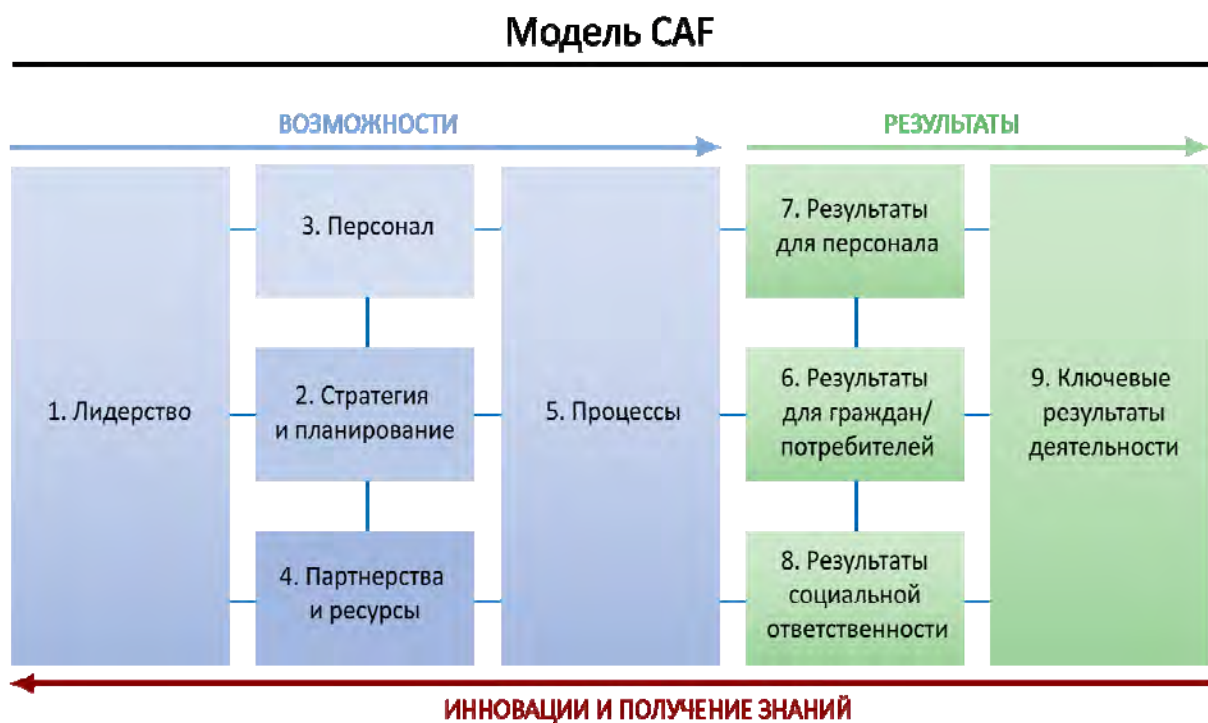 Модель CAF
ВОЗМОЖНОСТИ
РЕЗУЛЬТАТЫ
1. Лидерство
3. Персонал
2. Стратегия
и планирование
4. Партнерства
и ресурсы
5. Процессы
7. Результаты
для персонала
6. Результаты
для граждан/
потребителей
8. Результаты
социальной
ответственности
9. Ключевые
результаты
деятельности
ИННОВАЦИИ И ПОЛУЧЕНИЕ ЗНАНИЙ